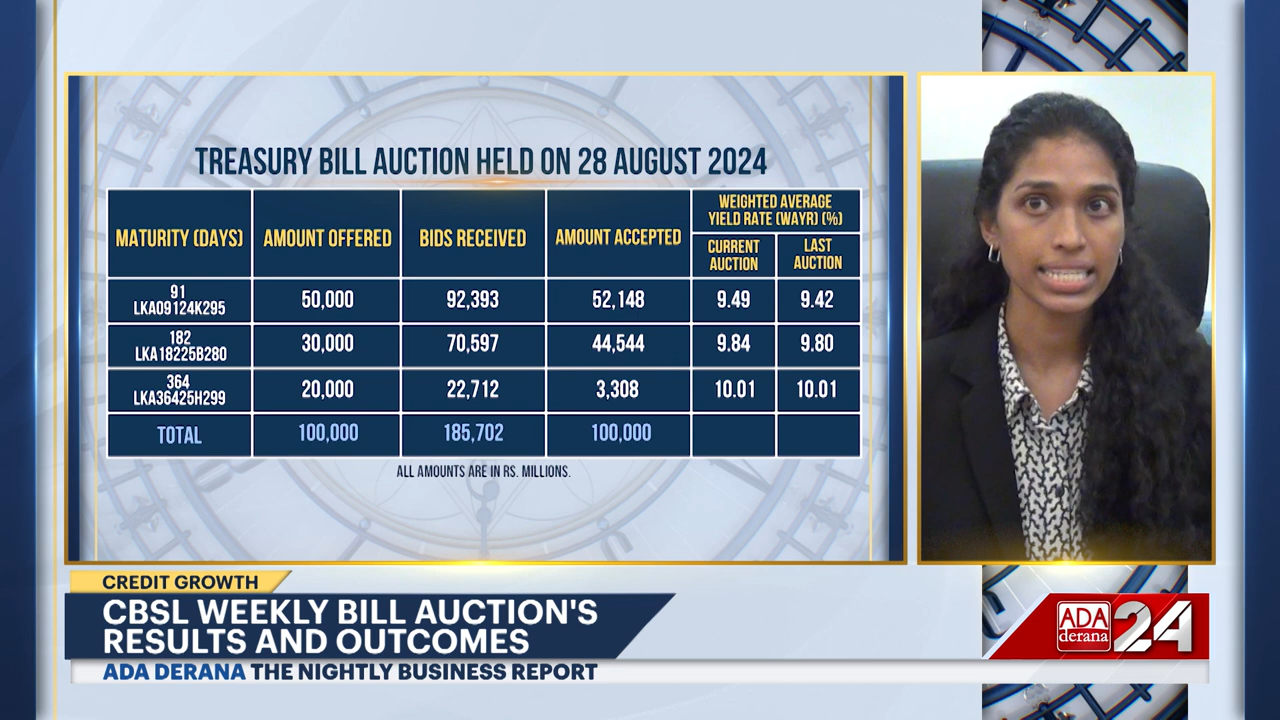 TREASURY BILL AUCTION HELD ON 28 AUGUST 2024
MATURITY (DAYS) AMOUNT OFFERED BIDS RECEIVED AMOUNT ACCEPTED WEIGHTED AVERAGE
YIELD RATE (WAYR) (%)
CURRENT
AUCTION
LAST
AUCTION
91
LKA09124K295
50,000 92,393 52,148 9.49 9.42
182
LKA18225B280
30,000 70,597 44,544 9.84 9.80
364
LKA36425H299
20,000 22,712 3,308 10.01 10.01
TOTAL 100,000 185,702 100,000
ALL AMOUNTS ARE IN RS. MILLIONS.
CREDIT GROWTH
CBSL WEEKLY BILL AUCTION'S
RESULTS AND OUTCOMES
ADA DERANA THE NIGHTLY BUSINESS REPORT
ADA
derana
24